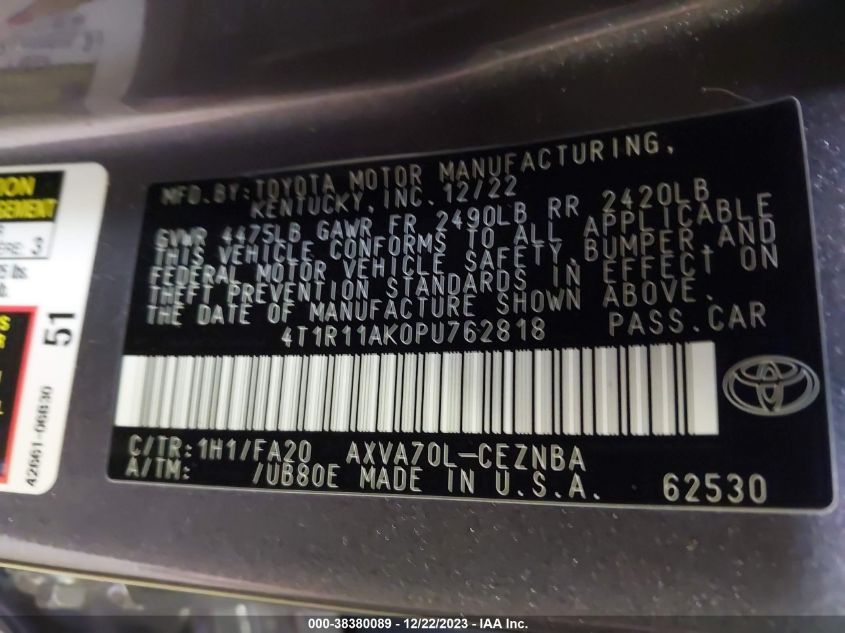 MFD.BY:TOYOTA MOTOR MANUFACTURING,
KENTUCKY, INC. 12/22
GVWR 4475LB GAWR FR 2490LB RR 2420LB
THIS VEHICLE CONFORMS TO ALL APPLICABLE
FEDERAL MOTOR VEHICLE SAFETY, BUMPER, AND
THEFT PREVENTION STANDARDS IN EFFECT ON
THE DATE OF MANUFACTURE SHOWN ABOVE.
4T1R11AK0PU762818 PASS.CAR
C/TR: 1H1/FA20 AXVA70L-CEZNBA
A/TM: /UB80E MADE IN U.S.A. 62530
3
51
42661-06B30
000-38380089 - 12/22/2023 - IAA Inc.